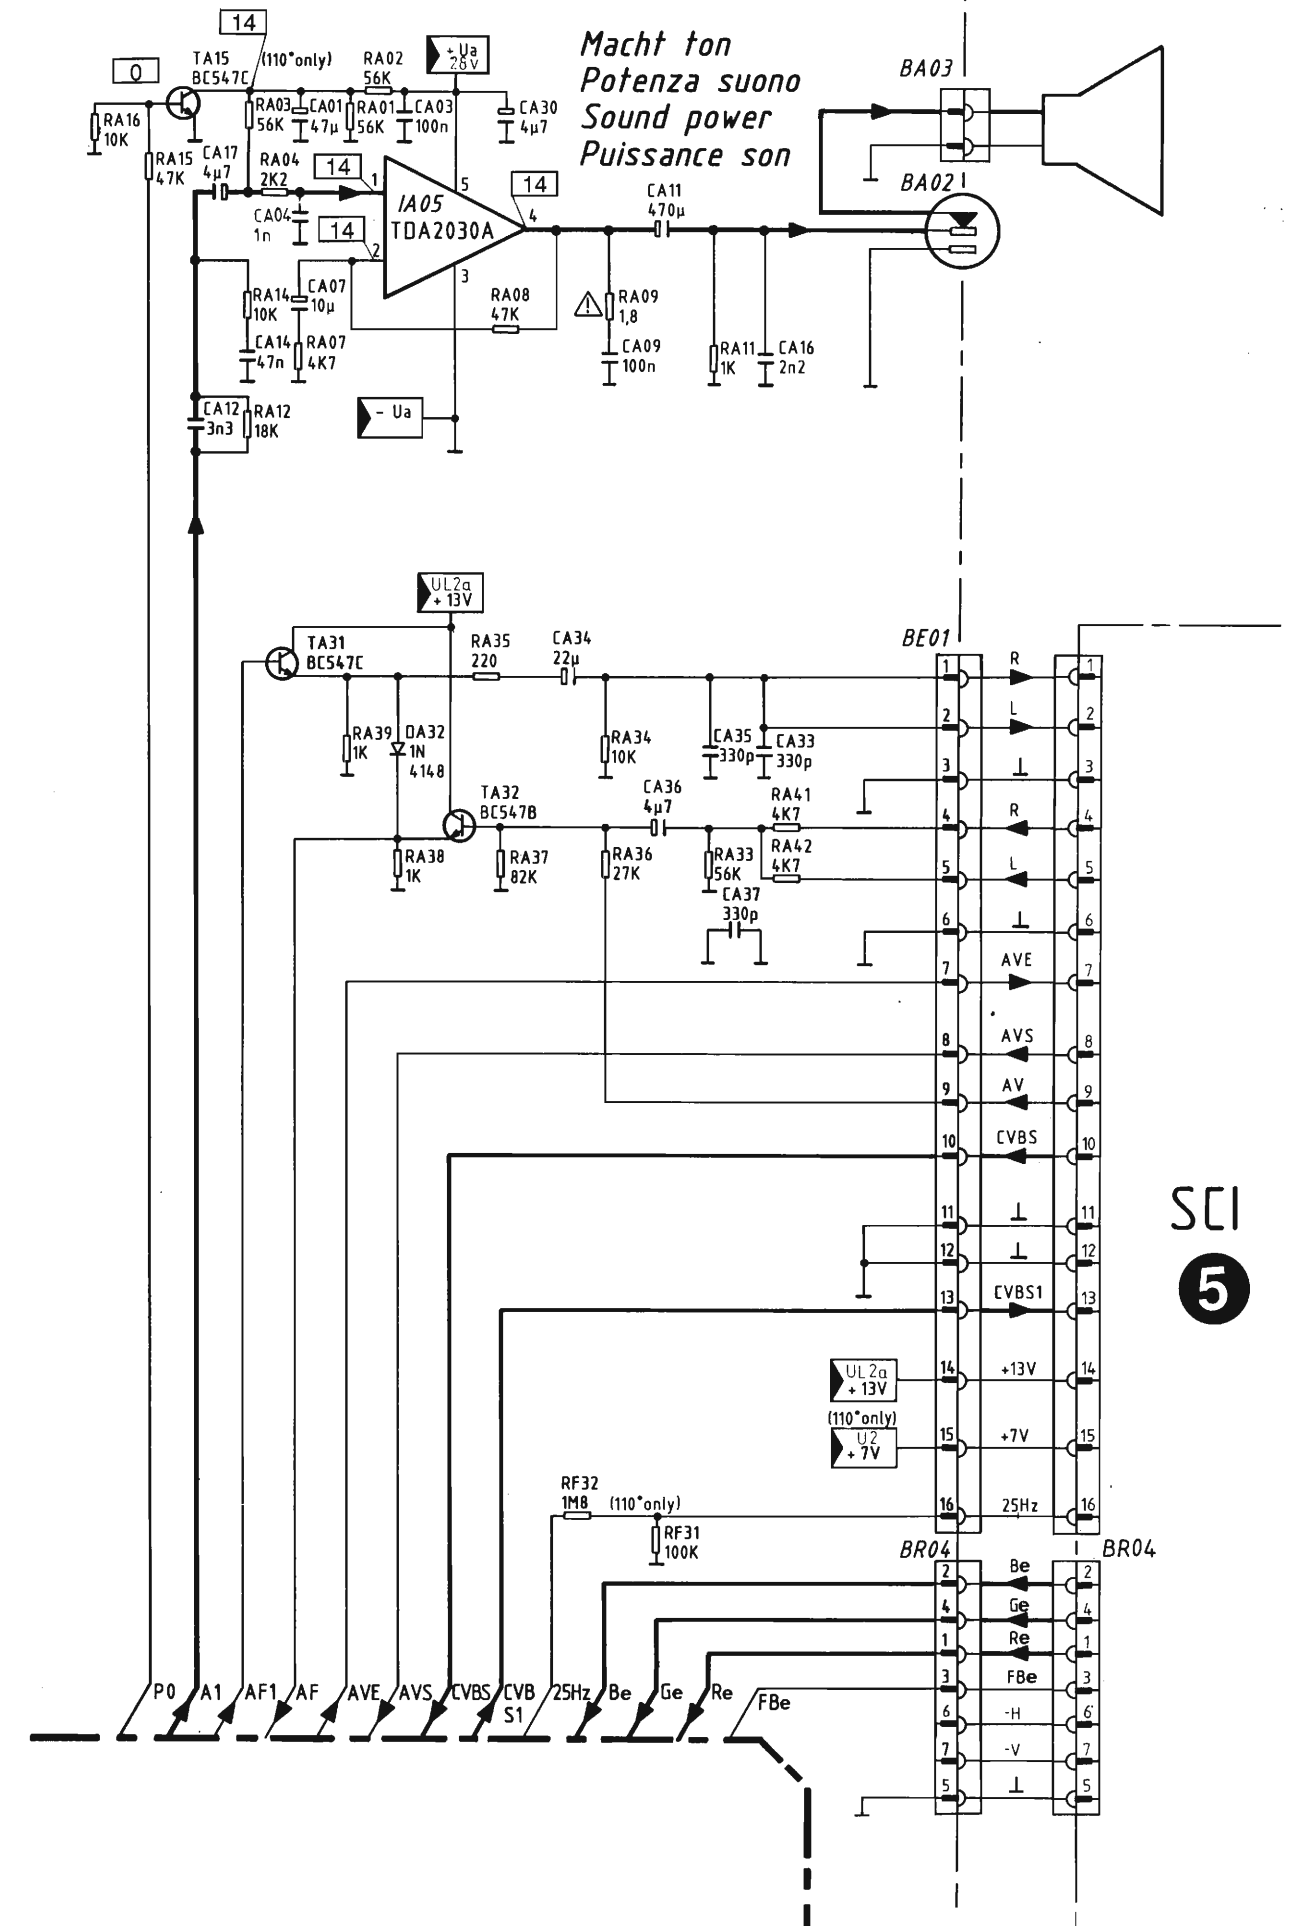 14
0
TA15
BC547C
(110°only)
RA02
56K
+ Ua
28V
Macht ton
Potenza suono
Sound power
Puissance son
BA03
RA16
10K
RA03
56K
CA01
47µ
RA01
56K
CA03
100n
CA30
4µ7
RA15
47K
CA17
4µ7
RA04
2K2
14
1
5
IA05
TDA2030A
14
4
CA11
470µ
BA02
CA04
1n
14
2
3
RA14
10K
CA07
10µ
RA08
47K
RA09
1,8
CA14
47n
RA07
4K7
CA09
100n
RA11
1K
CA16
2n2
CA12
3n3
RA12
18K
- Ua
UL2a
+ 13V
TA31
BC547C
RA35
220
CA34
22µ
BE01
1
R
1
RA39
1K
DA32
1N
4148
RA34
10K
CA35
330p
CA33
330p
2
L
2
3
⊥
3
TA32
BC547B
CA36
4µ7
RA41
4K7
4
R
4
RA38
1K
RA37
82K
RA36
27K
RA33
56K
RA42
4K7
5
L
5
CA37
330p
6
⊥
6
7
AVE
7
8
AVS
8
9
AV
9
10
CVBS
10
11
⊥
11
12
⊥
12
SCI
5
13
CVBS1
13
UL2a
+ 13V
14
+13V
14
(110°only)
U2
+ 7V
15
+7V
15
RF32
1M8
(110°only)
16
25Hz
16
RF31
100K
BR04
BR04
2
Be
2
4
Ge
4
1
Re
1
3
FBe
3
6
-H
6
7
-V
7
5
⊥
5
P0
A1
AF1
AF
AVE
AVS
CVBS
CVB
S1
25Hz
Be
Ge
Re
FBe